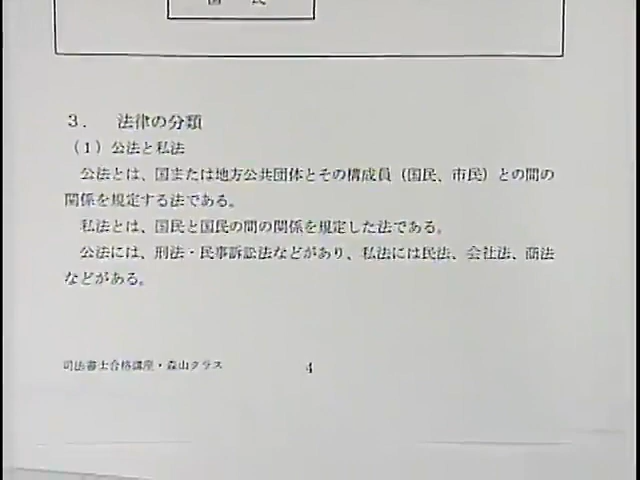 国 民
３． 法律の分類
（１）公法と私法
公法とは、国または地方公共団体とその構成員（国民、市民）との間の
関係を規定する法である。
私法とは、国民と国民の間の関係を規定した法である。
公法には、刑法・民事訴訟法などがあり、私法には民法、会社法、商法
などがある。
司法書士合格講座・森山クラス 4